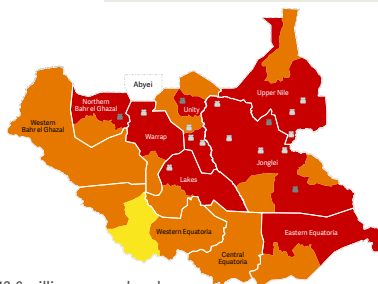 Upper Nile
Abyei
Northern
Bahr el Ghazal
Unity
Western
Bahr el Ghazal
Warrap
Jonglei
Lakes
Western Equatoria
Eastern Equatoria
Central
Equatoria